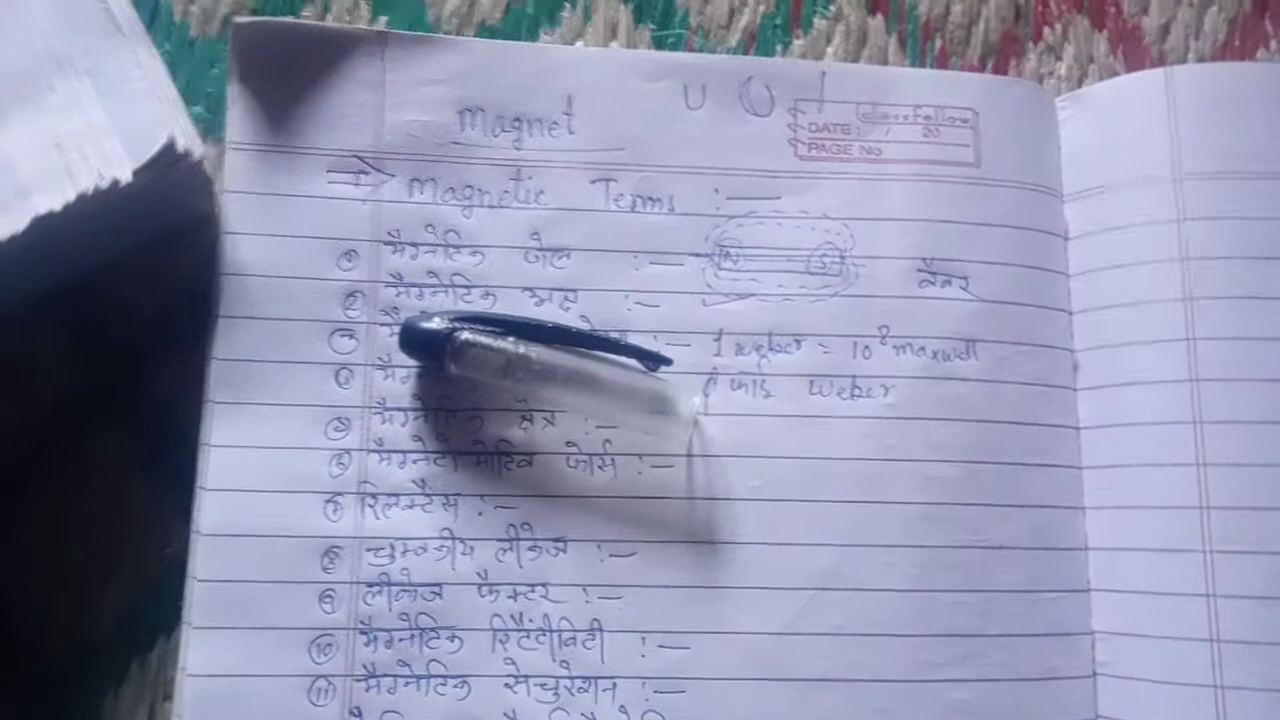 Magnet
U
classfellow
DATE: / 20
PAGE No
⇒ Magnetic Terms :—
① मैग्नेटिक पोल :— N S वेबर
② मैग्नेटिक अक्ष :—
③ :— 1 weber = 10⁸ maxwell
④ मैग weber
⑤ मैग्नेटिक क्षेत्र :—
⑥ मैग्नेटो मोटिव फोर्स :—
⑦ रिलक्टैंस :—
⑧ चुम्बकीय लीकेज :—
⑨ लीकेज फैक्टर :—
⑩ मैग्नेटिक रिटैंटीविटी :—
⑪ मैग्नेटिक सेचुरेशन :—